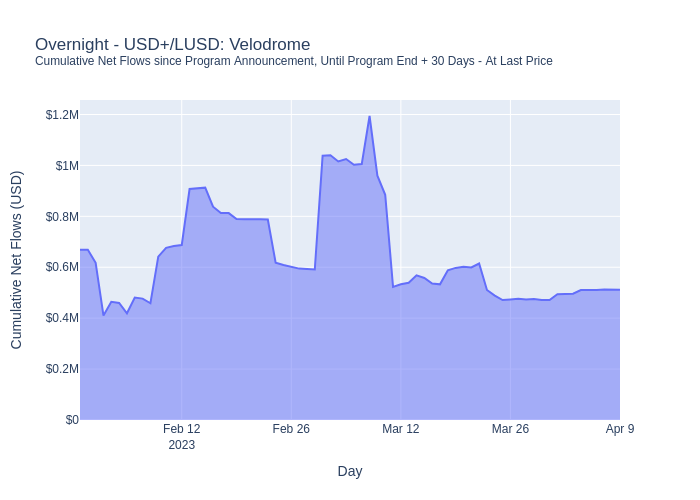 Overnight - USD+/LUSD: Velodrome
Cumulative Net Flows since Program Announcement, Until Program End + 30 Days - At Last Price
Cumulative Net Flows (USD)
$1.2M
$1M
$0.8M
$0.6M
$0.4M
$0.2M
$0
Feb 12 Feb 26 Mar 12 Mar 26 Apr 9
2023
Day